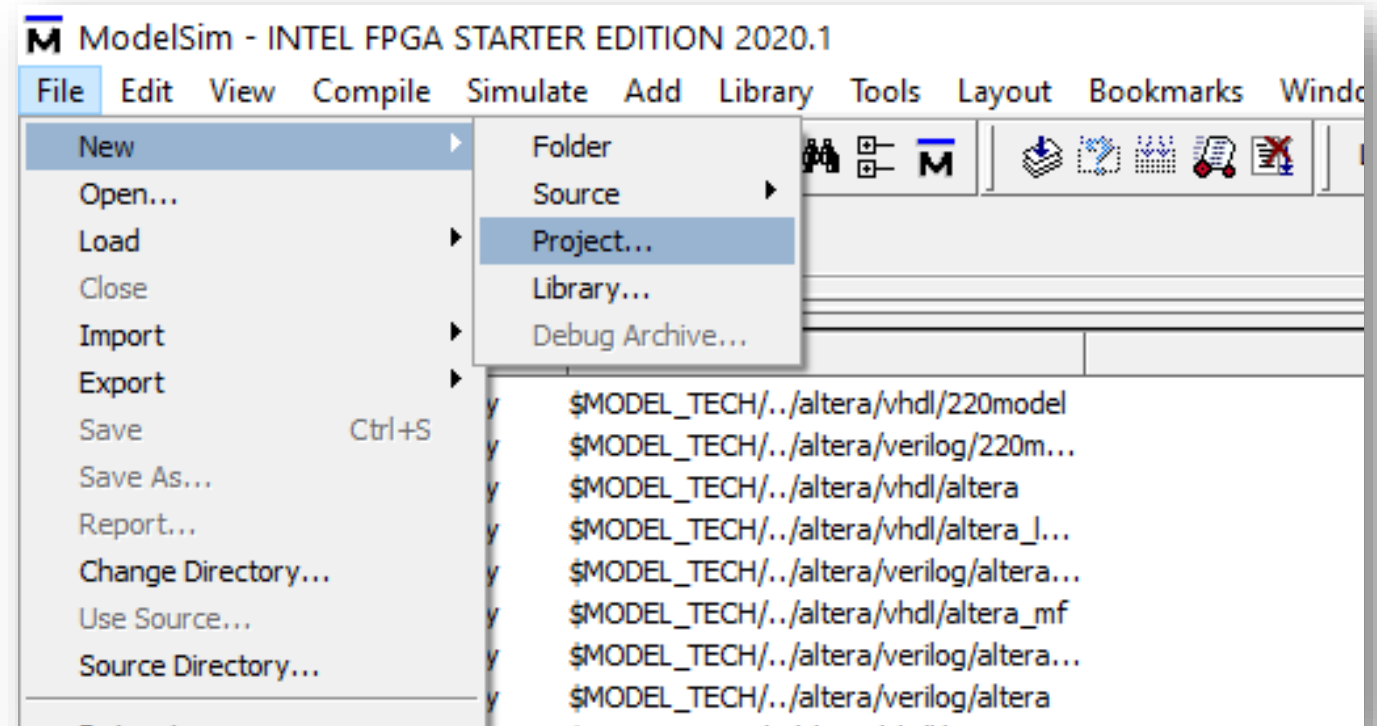 ModelSim - INTEL FPGA STARTER EDITION 2020.1
File Edit View Compile Simulate Add Library Tools Layout Bookmarks
New
Open...
Load
Close
Import
Export
Save Ctrl+S
Save As...
Report...
Change Directory...
Use Source...
Source Directory...
Folder
Source
Project...
Library...
Debug Archive...
$MODEL_TECH/../altera/vhdl/220model
$MODEL_TECH/../altera/verilog/220m...
$MODEL_TECH/../altera/vhdl/altera
$MODEL_TECH/../altera/vhdl/altera_l...
$MODEL_TECH/../altera/verilog/altera...
$MODEL_TECH/../altera/vhdl/altera_mf
$MODEL_TECH/../altera/verilog/altera...
$MODEL_TECH/../altera/verilog/altera